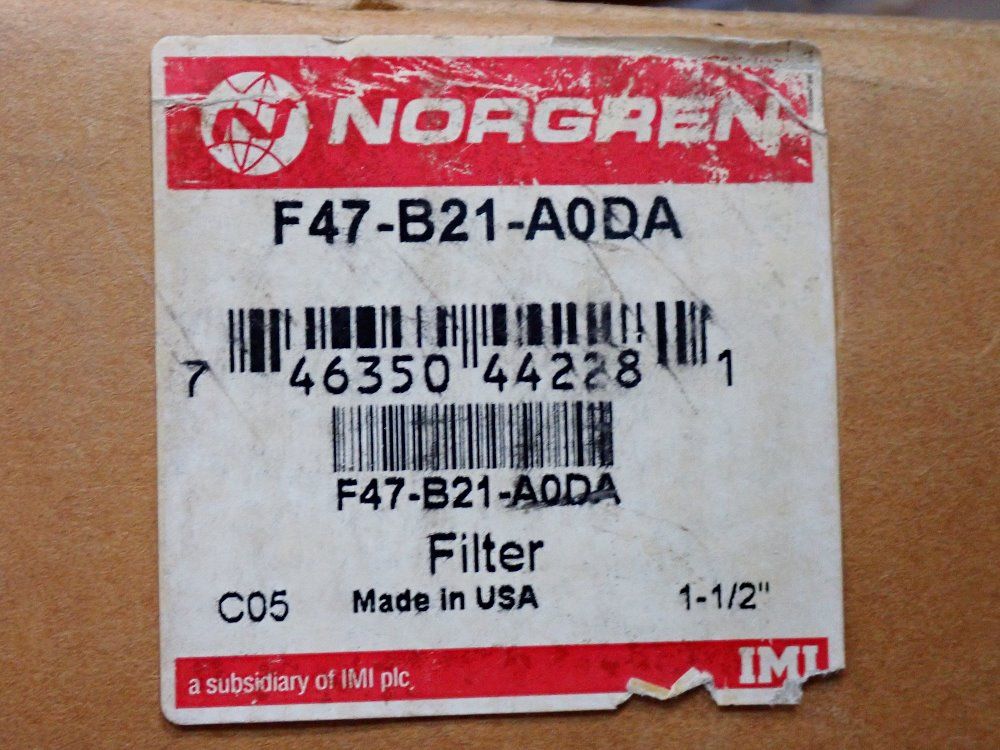 NORGREN
F47-B21-A0DA
7 46350 44228 1
F47-B21-A0DA
Filter
C05 Made in USA 1-1/2"
a subsidiary of IMI plc. IMI